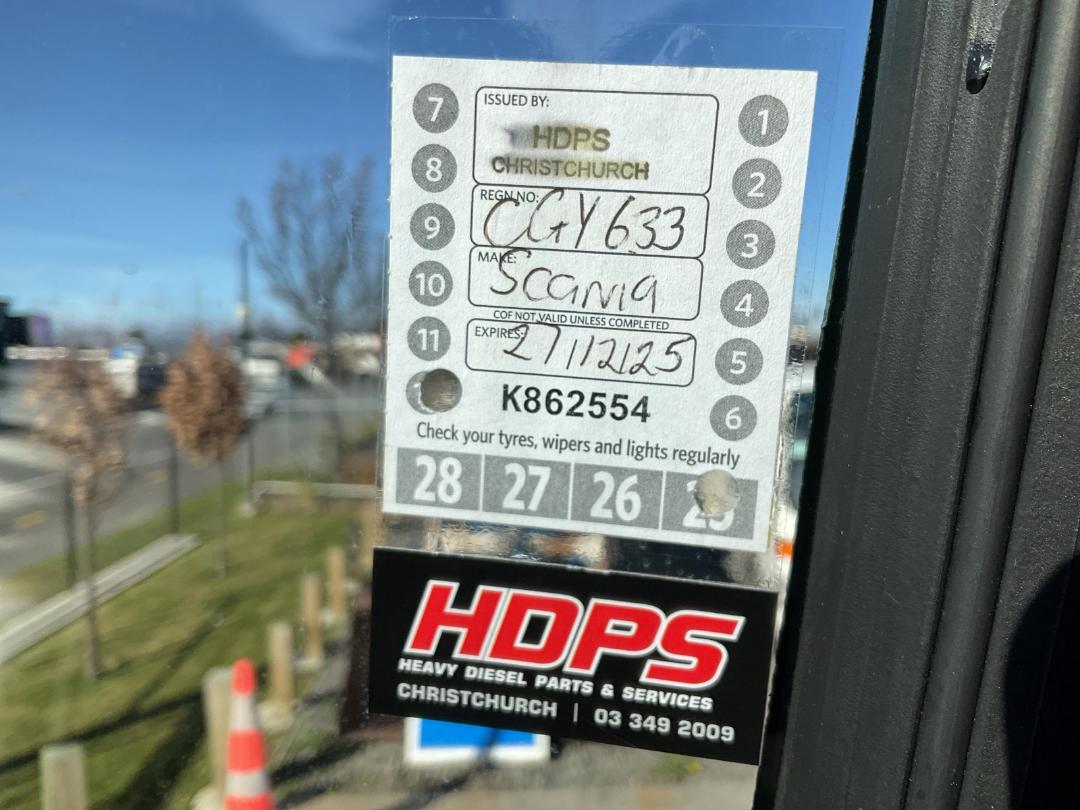 7
ISSUED BY:
HDPS
CHRISTCHURCH
1
8
2
REGN.NO:
CGY633
9
3
MAKE:
Scania
10
4
COF NOT VALID UNLESS COMPLETED
EXPIRES:
27/12/25
11
5
K862554
6
Check your tyres, wipers and lights regularly
28 27 26 25
HDPS
HEAVY DIESEL PARTS & SERVICES
CHRISTCHURCH | 03 349 2009